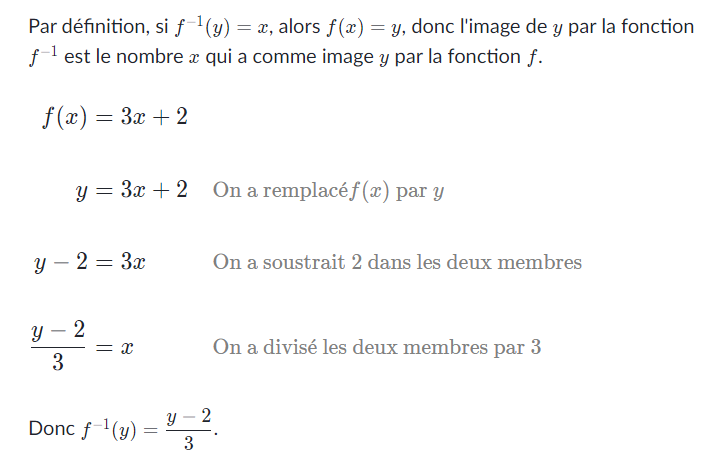 Par définition, si f⁻¹(y) = x, alors f(x) = y, donc l'image de y par la fonction
f⁻¹ est le nombre x qui a comme image y par la fonction f.
f(x) = 3x + 2
y = 3x + 2 On a remplacé f(x) par y
y − 2 = 3x On a soustrait 2 dans les deux membres
(y − 2)/3 = x On a divisé les deux membres par 3
Donc f⁻¹(y) = (y − 2)/3.